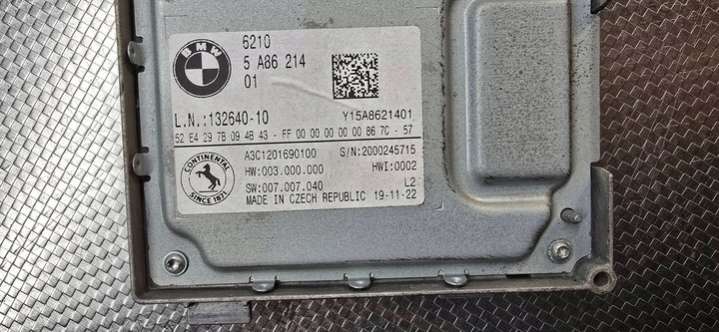 BMW
6210
5 A86 214
01
L.N.:132640-10
Y15A8621401
52 E4 29 7B 09 4B 43 - FF 00 00 00 00 00 86 7C - 57
CONTINENTAL
SINCE 1871
A3C1201690100
S/N:2000245715
HW:003.000.000
HWI:0002
SW:007.007.040
L2
MADE IN CZECH REPUBLIC 19-11-22